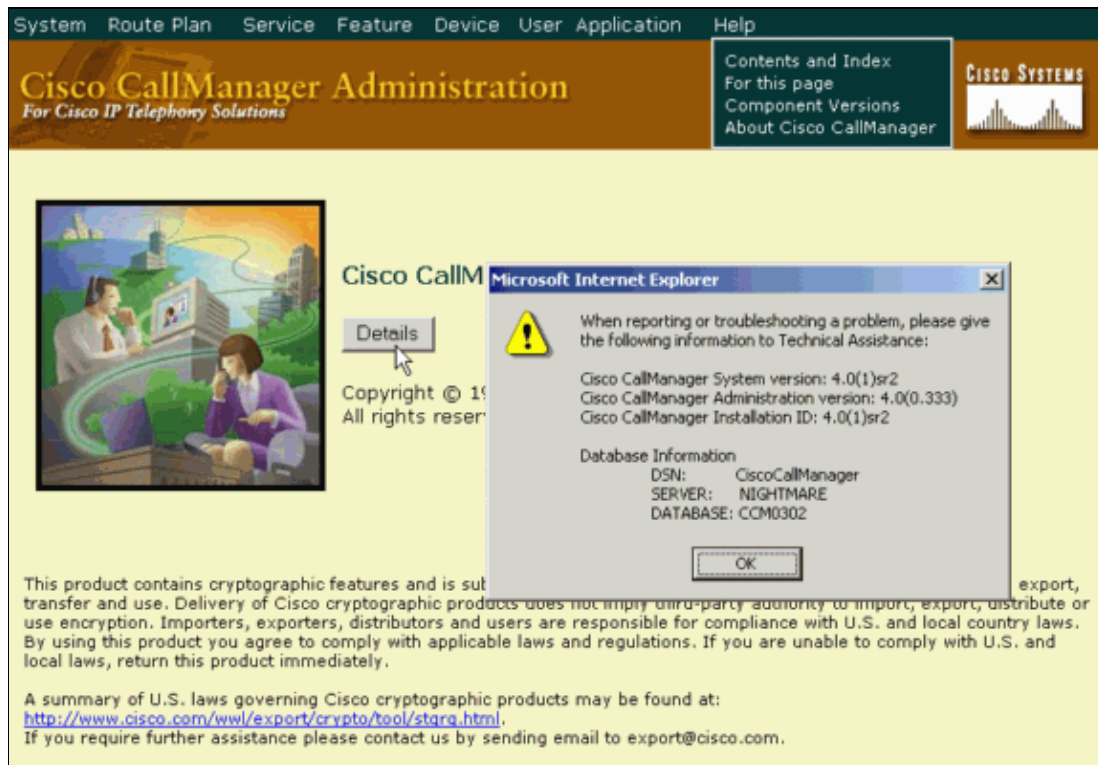 System Route Plan Service Feature Device User Application Help
Contents and Index
For this page
Component Versions
About Cisco CallManager
Cisco CallManager Administration
For Cisco IP Telephony Solutions
CISCO SYSTEMS
Cisco CallM
Details
Copyright ©
All rights
Microsoft Internet Explorer
When reporting or troubleshooting a problem, please give
the following information to Technical Assistance:
Cisco CallManager System version: 4.0(1)sr2
Cisco CallManager Administration version: 4.0(0.333)
Cisco CallManager Installation ID: 4.0(1)sr2
Database Information
DSN: CiscoCallManager
SERVER: NIGHTMARE
DATABASE: CCM0302
OK
This product contains cryptographic features and is export,
transfer and use. Delivery of Cisco cryptographic products does not imply third-party authority to import, export, distribute or
use encryption. Importers, exporters, distributors and users are responsible for compliance with U.S. and local country laws.
By using this product you agree to comply with applicable laws and regulations. If you are unable to comply with U.S. and
local laws, return this product immediately.
A summary of U.S. laws governing Cisco cryptographic products may be found at:
http://www.cisco.com/wwl/export/crypto/tool/stqrg.html.
If you require further assistance please contact us by sending email to export@cisco.com.